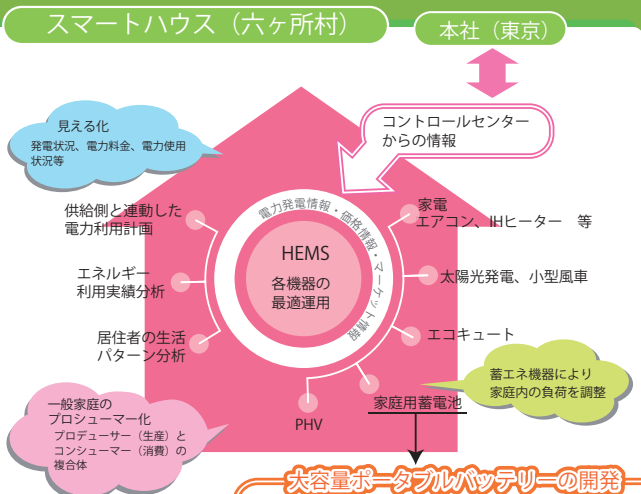 スマートハウス（六ヶ所村）
本社（東京）
コントロールセンター
からの情報
見える化
発電状況、電力料金、電力使用
状況等
供給側と連動した
電力利用計画
エネルギー
利用実績分析
居住者の生活
パターン分析
電力発電情報・価格情報・マーケット情報
HEMS
各機器の
最適運用
家電
エアコン、IHヒーター　等
太陽光発電、小型風車
エコキュート
蓄エネ機器により
家庭内の負荷を調整
家庭用蓄電池
PHV
一般家庭の
プロシューマー化
プロデューサー（生産）と
コンシューマー（消費）の
複合体
大容量ポータブルバッテリーの開発